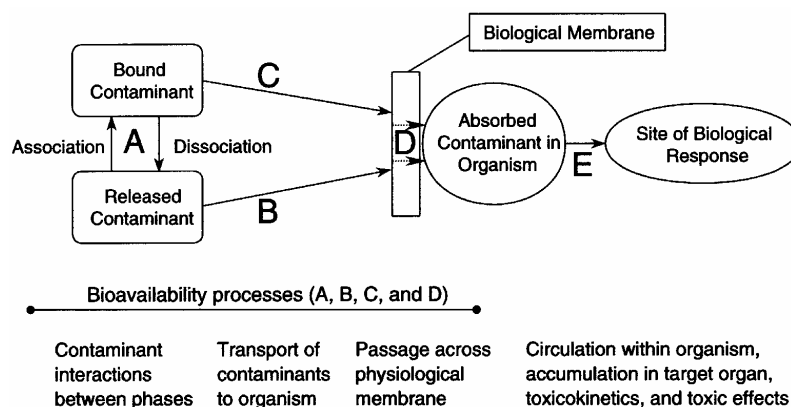 Biological Membrane
Bound
Contaminant
C
Association
A
Dissociation
D
Absorbed
Contaminant in
Organism
E
Site of Biological
Response
Released
Contaminant
B
Bioavailability processes (A, B, C, and D)
Contaminant
interactions
between phases
Transport of
contaminants
to organism
Passage across
physiological
membrane
Circulation within organism,
accumulation in target organ,
toxicokinetics, and toxic effects